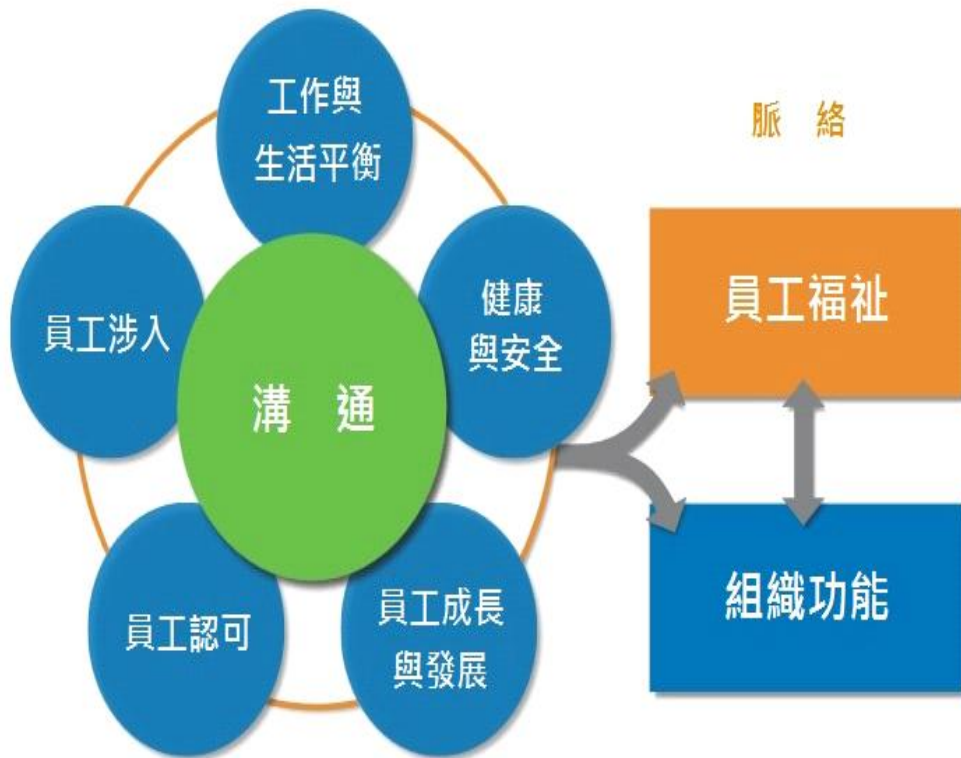 工作與
生活平衡
脈 絡
員工涉入
健康
與安全
員工福祉
溝 通
員工認可
員工成長
與發展
組織功能